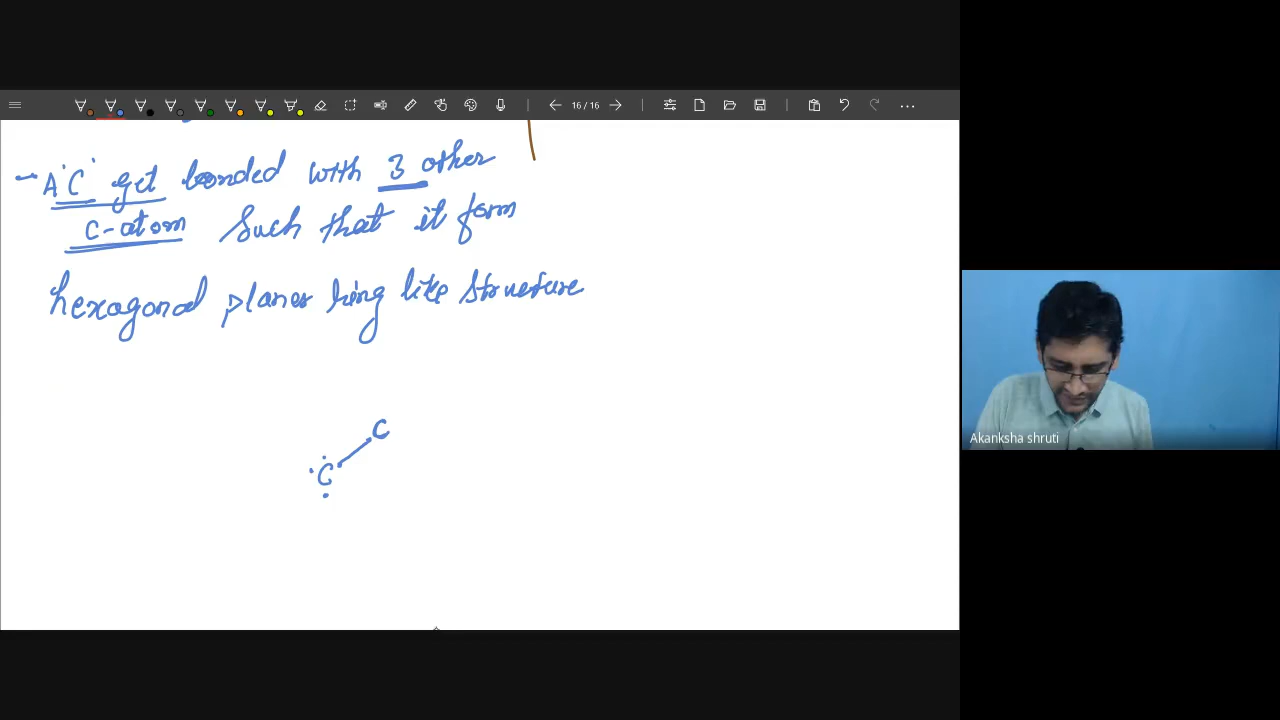 16 / 16
- A 'C' get bonded with 3 other
C-atom Such that it form
hexagonal planer ring like structure
C
C
Akanksha shruti